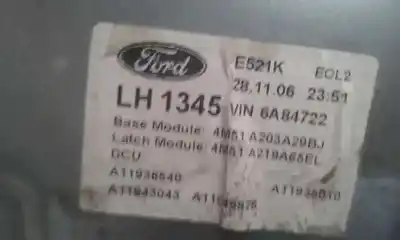 Ford
E521K EOL2
28.11.06 23:51
LH 1345 VIN 6A84722
Base Module: 4M51 A203A29BJ
Latch Module: 4M51 A219A65EL
DCU
A11936540
A11943043 A11936B10